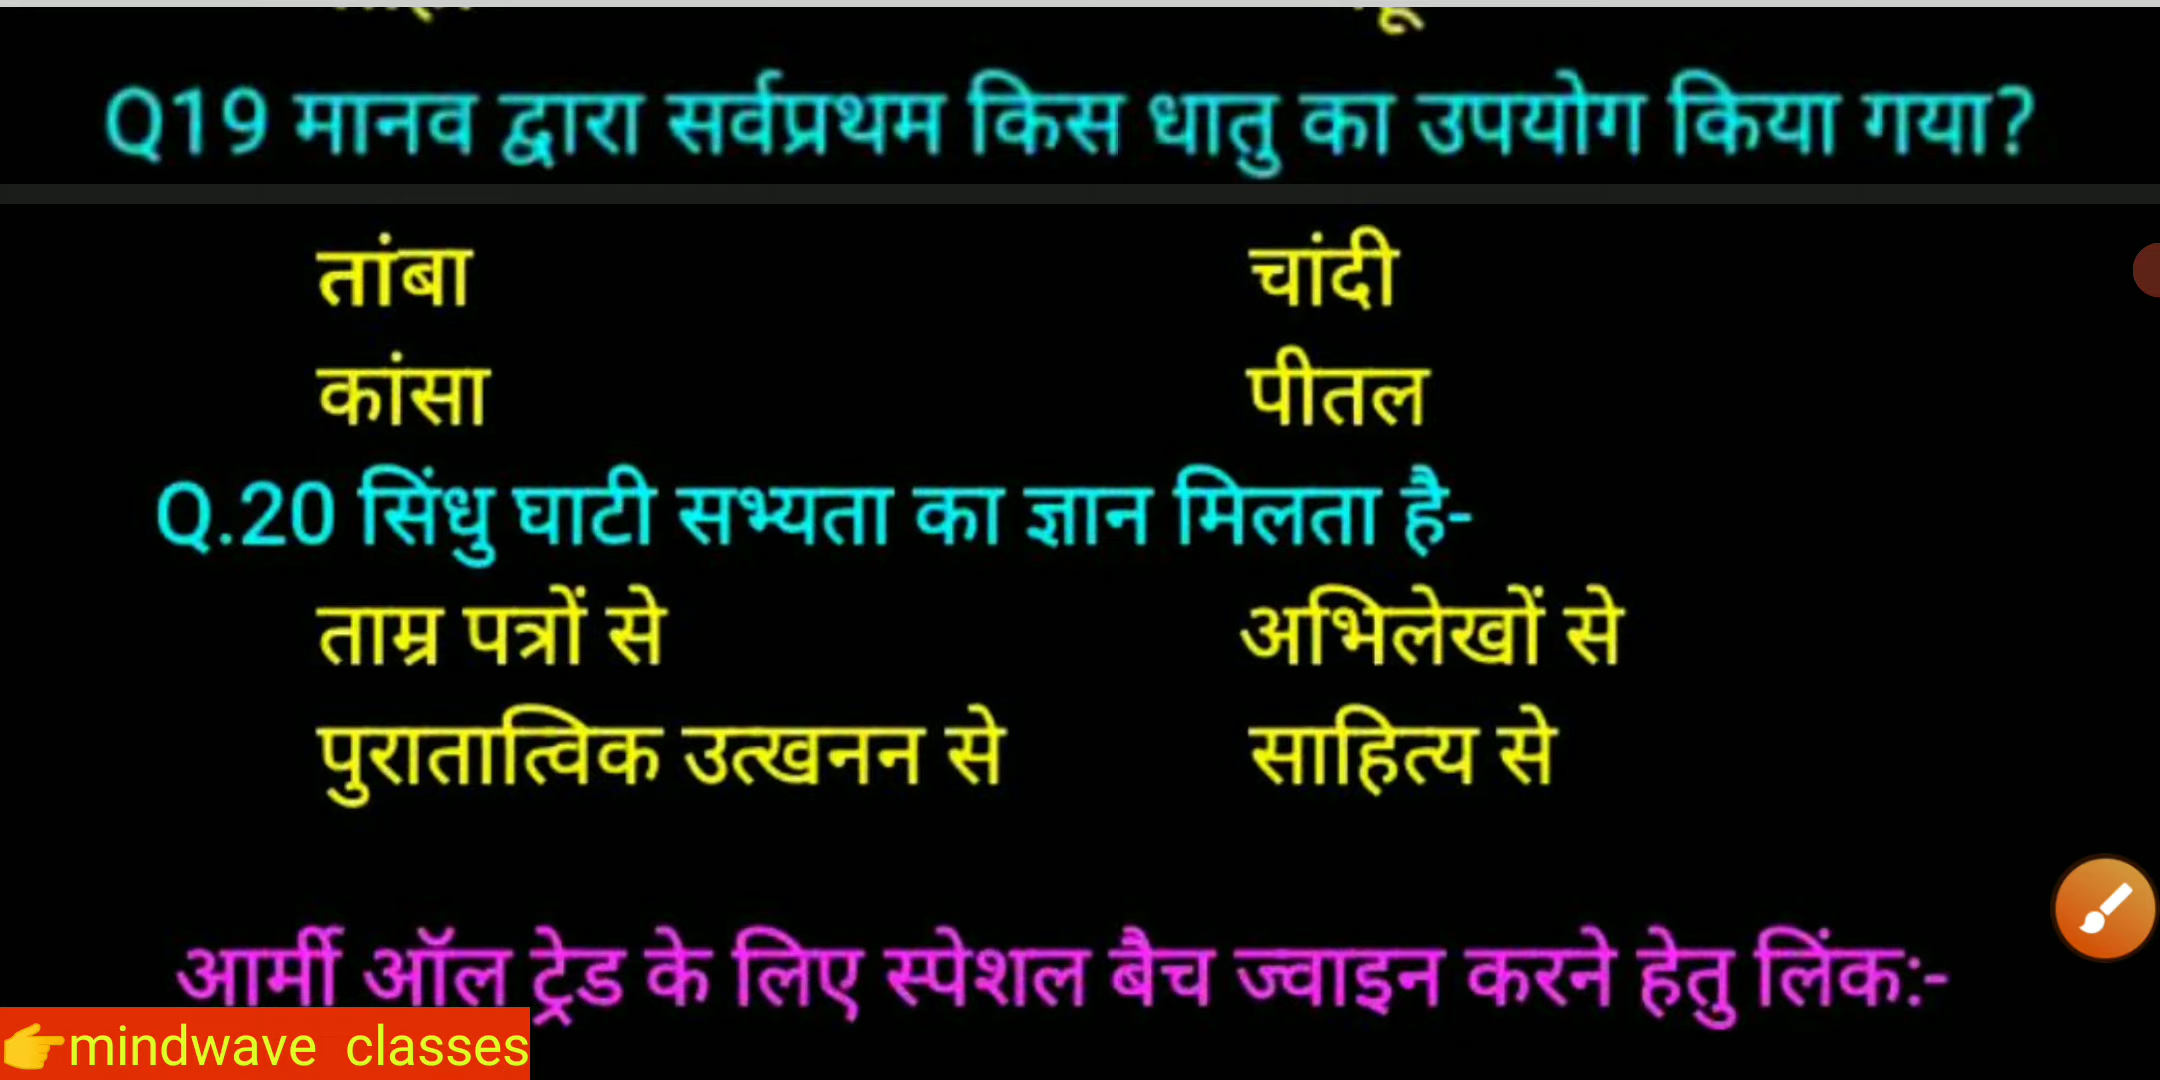 Q19 मानव द्वारा सर्वप्रथम किस धातु का उपयोग किया गया?
तांबा चांदी
कांसा पीतल
Q.20 सिंधु घाटी सभ्यता का ज्ञान मिलता है-
ताम्र पत्रों से अभिलेखों से
पुरातात्विक उत्खनन से साहित्य से
आर्मी ऑल ट्रेड के लिए स्पेशल बैच ज्वाइन करने हेतु लिंक:-
👉mindwave classes